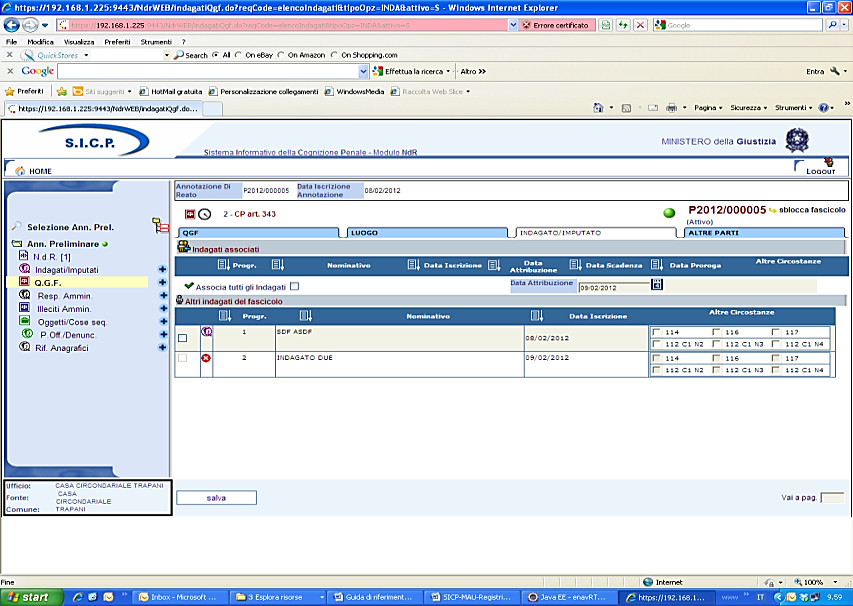 https://192.168.1.225:9443/NdrWEB/indagatiQgf.do?reqCode=elencoIndagati&tipoOpz=INDA&attivo=S - Windows Internet Explorer
https://192.168.1.225:9443/NdrWEB/indagatiQgf.do?reqCode=elencoIndagati&tipoOpz=INDA&attivo=S Errore certificato Google
File Modifica Visualizza Preferiti Strumenti ?
QuickStores Search All On eBay On Amazon On Shopping.com
Google Effettua la ricerca Altro >> Entra
Preferiti Siti suggeriti HotMail gratuita Personalizzazione collegamenti WindowsMedia Raccolta Web Slice
https://192.168.1.225:9443/NdrWEB/indagatiQgf.do...
Pagina Sicurezza Strumenti
S.I.C.P.
Sistema Informativo della Cognizione Penale - Modulo NdR
MINISTERO della Giustizia
HOME
Logout
Annotazione Di Reato P2012/000005 Data Iscrizione Annotazione 08/02/2012
2 - CP art. 343
P2012/000005 sblocca fascicolo
(Attivo)
QGF LUOGO INDAGATO/IMPUTATO ALTRE PARTI
Selezione Ann. Prel.
Ann. Preliminare
N.d.R. [1]
Indagati/Imputati
Q.G.F.
Resp. Ammin.
Illeciti Ammin.
Oggetti/Cose seq.
P.Off./Denunc.
Rif. Anagrafici
Indagati associati
Progr. Nominativo Data Iscrizione Data Attribuzione Data Scadenza Data Proroga Altre Circostanze
Associa tutti gli Indagati Data Attribuzione 09/02/2012
Altri indagati del fascicolo
Progr. Nominativo Data Iscrizione Altre Circostanze
1 SDF ASDF 08/02/2012 114 116 117
112 C1 N2 112 C1 N3 112 C1 N4
2 INDAGATO DUE 09/02/2012 114 116 117
112 C1 N2 112 C1 N3 112 C1 N4
Ufficio: CASA CIRCONDARIALE TRAPANI
Fonte: CASA CIRCONDARIALE
Comune: TRAPANI
salva
Vai a pag.
Fine Internet 100%
start Inbox - Microsoft ... 3 Esplora risorse Guida di riferiment... SICP-MAU-Registri... Java EE - enavRT... https://192.168.1... www IT 9.59